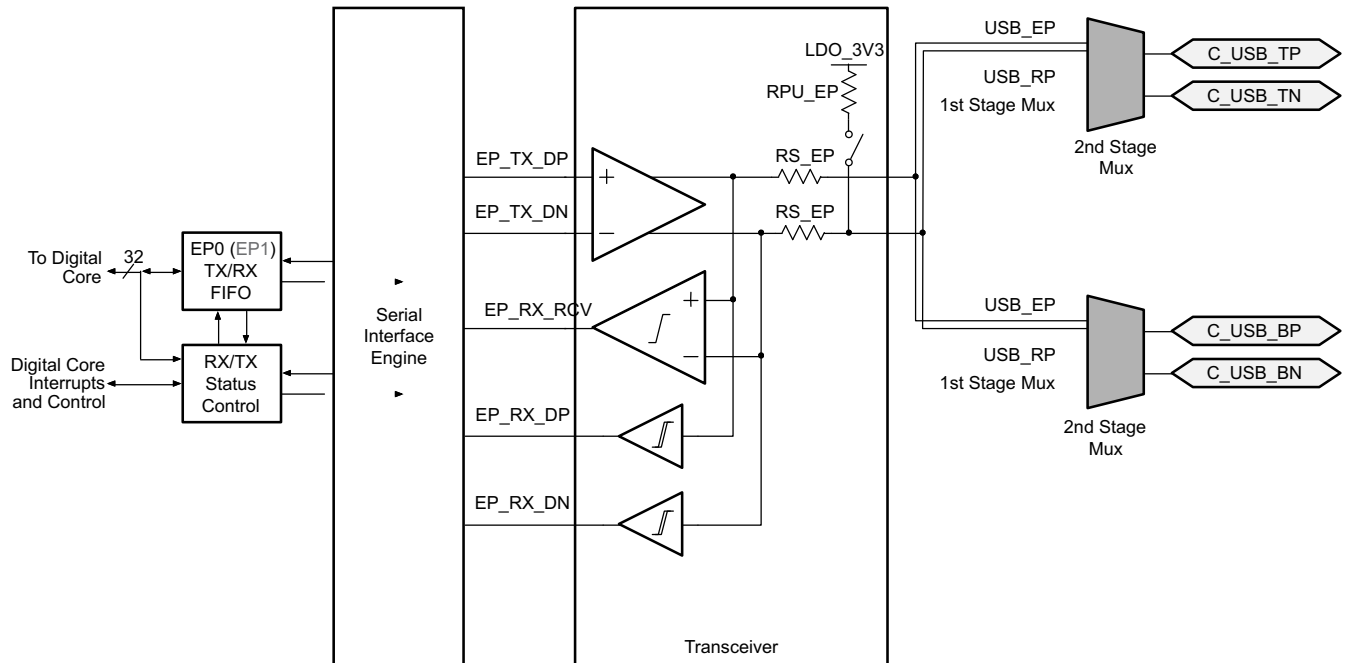 LDO_3V3
RPU_EP
USB_EP
C_USB_TP
USB_RP
1st Stage Mux
C_USB_TN
2nd Stage
Mux
EP_TX_DP
+
RS_EP
EP_TX_DN
−
RS_EP
To Digital
Core
32
EP0 (EP1)
TX/RX
FIFO
Serial
Interface
Engine
EP_RX_RCV
+
−
USB_EP
C_USB_BP
USB_RP
1st Stage Mux
C_USB_BN
2nd Stage
Mux
Digital Core
Interrupts
and Control
RX/TX
Status
Control
EP_RX_DP
EP_RX_DN
Transceiver